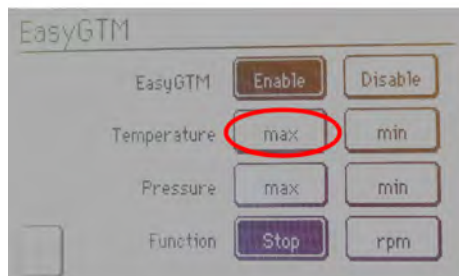 EasyGTM
EasyGTM Enable Disable
Temperature max min
Pressure max min
Function Stop rpm